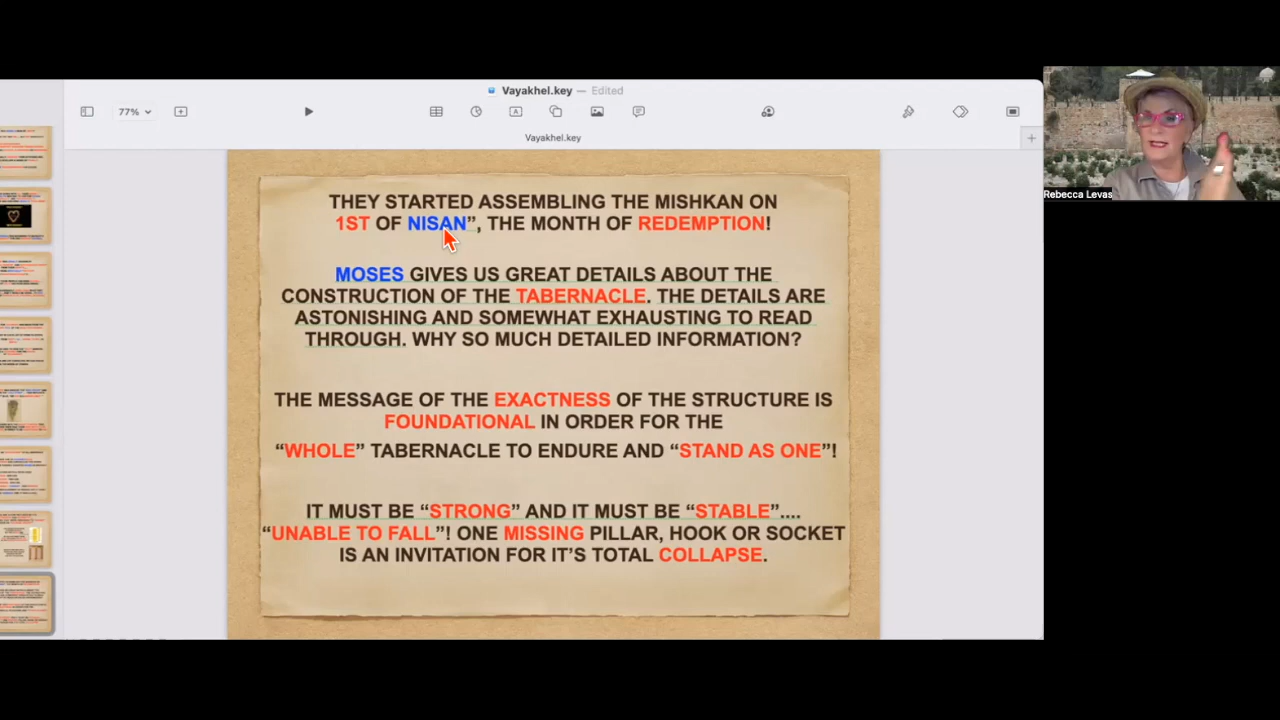 Vayakhel.key — Edited
77%
Vayakhel.key
Rebecca Levas
THEY STARTED ASSEMBLING THE MISHKAN ON
1ST OF NISAN”, THE MONTH OF REDEMPTION!
MOSES GIVES US GREAT DETAILS ABOUT THE
CONSTRUCTION OF THE TABERNACLE. THE DETAILS ARE
ASTONISHING AND SOMEWHAT EXHAUSTING TO READ
THROUGH. WHY SO MUCH DETAILED INFORMATION?
THE MESSAGE OF THE EXACTNESS OF THE STRUCTURE IS
FOUNDATIONAL IN ORDER FOR THE
“WHOLE” TABERNACLE TO ENDURE AND “STAND AS ONE”!
IT MUST BE “STRONG” AND IT MUST BE “STABLE”....
“UNABLE TO FALL”! ONE MISSING PILLAR, HOOK OR SOCKET
IS AN INVITATION FOR IT’S TOTAL COLLAPSE.